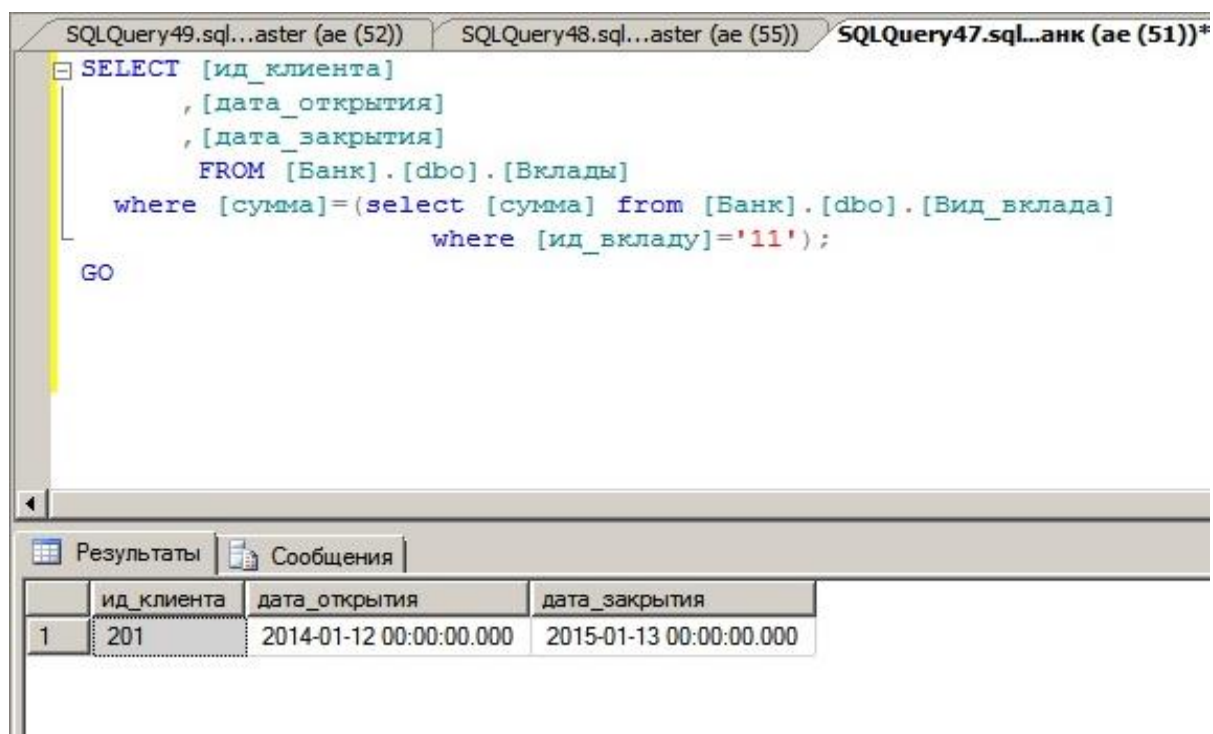 SQLQuery49.sql...aster (ae (52)) SQLQuery48.sql...aster (ae (55)) SQLQuery47.sql...анк (ae (51))*
SELECT [ид_клиента]
,[дата_открытия]
,[дата_закрытия]
FROM [Банк].[dbo].[Вклады]
where [сумма]=(select [сумма] from [Банк].[dbo].[Вид_вклада]
where [ид_вкладу]='11');
GO
Результаты Сообщения
ид_клиента дата_открытия дата_закрытия
1 201 2014-01-12 00:00:00.000 2015-01-13 00:00:00.000